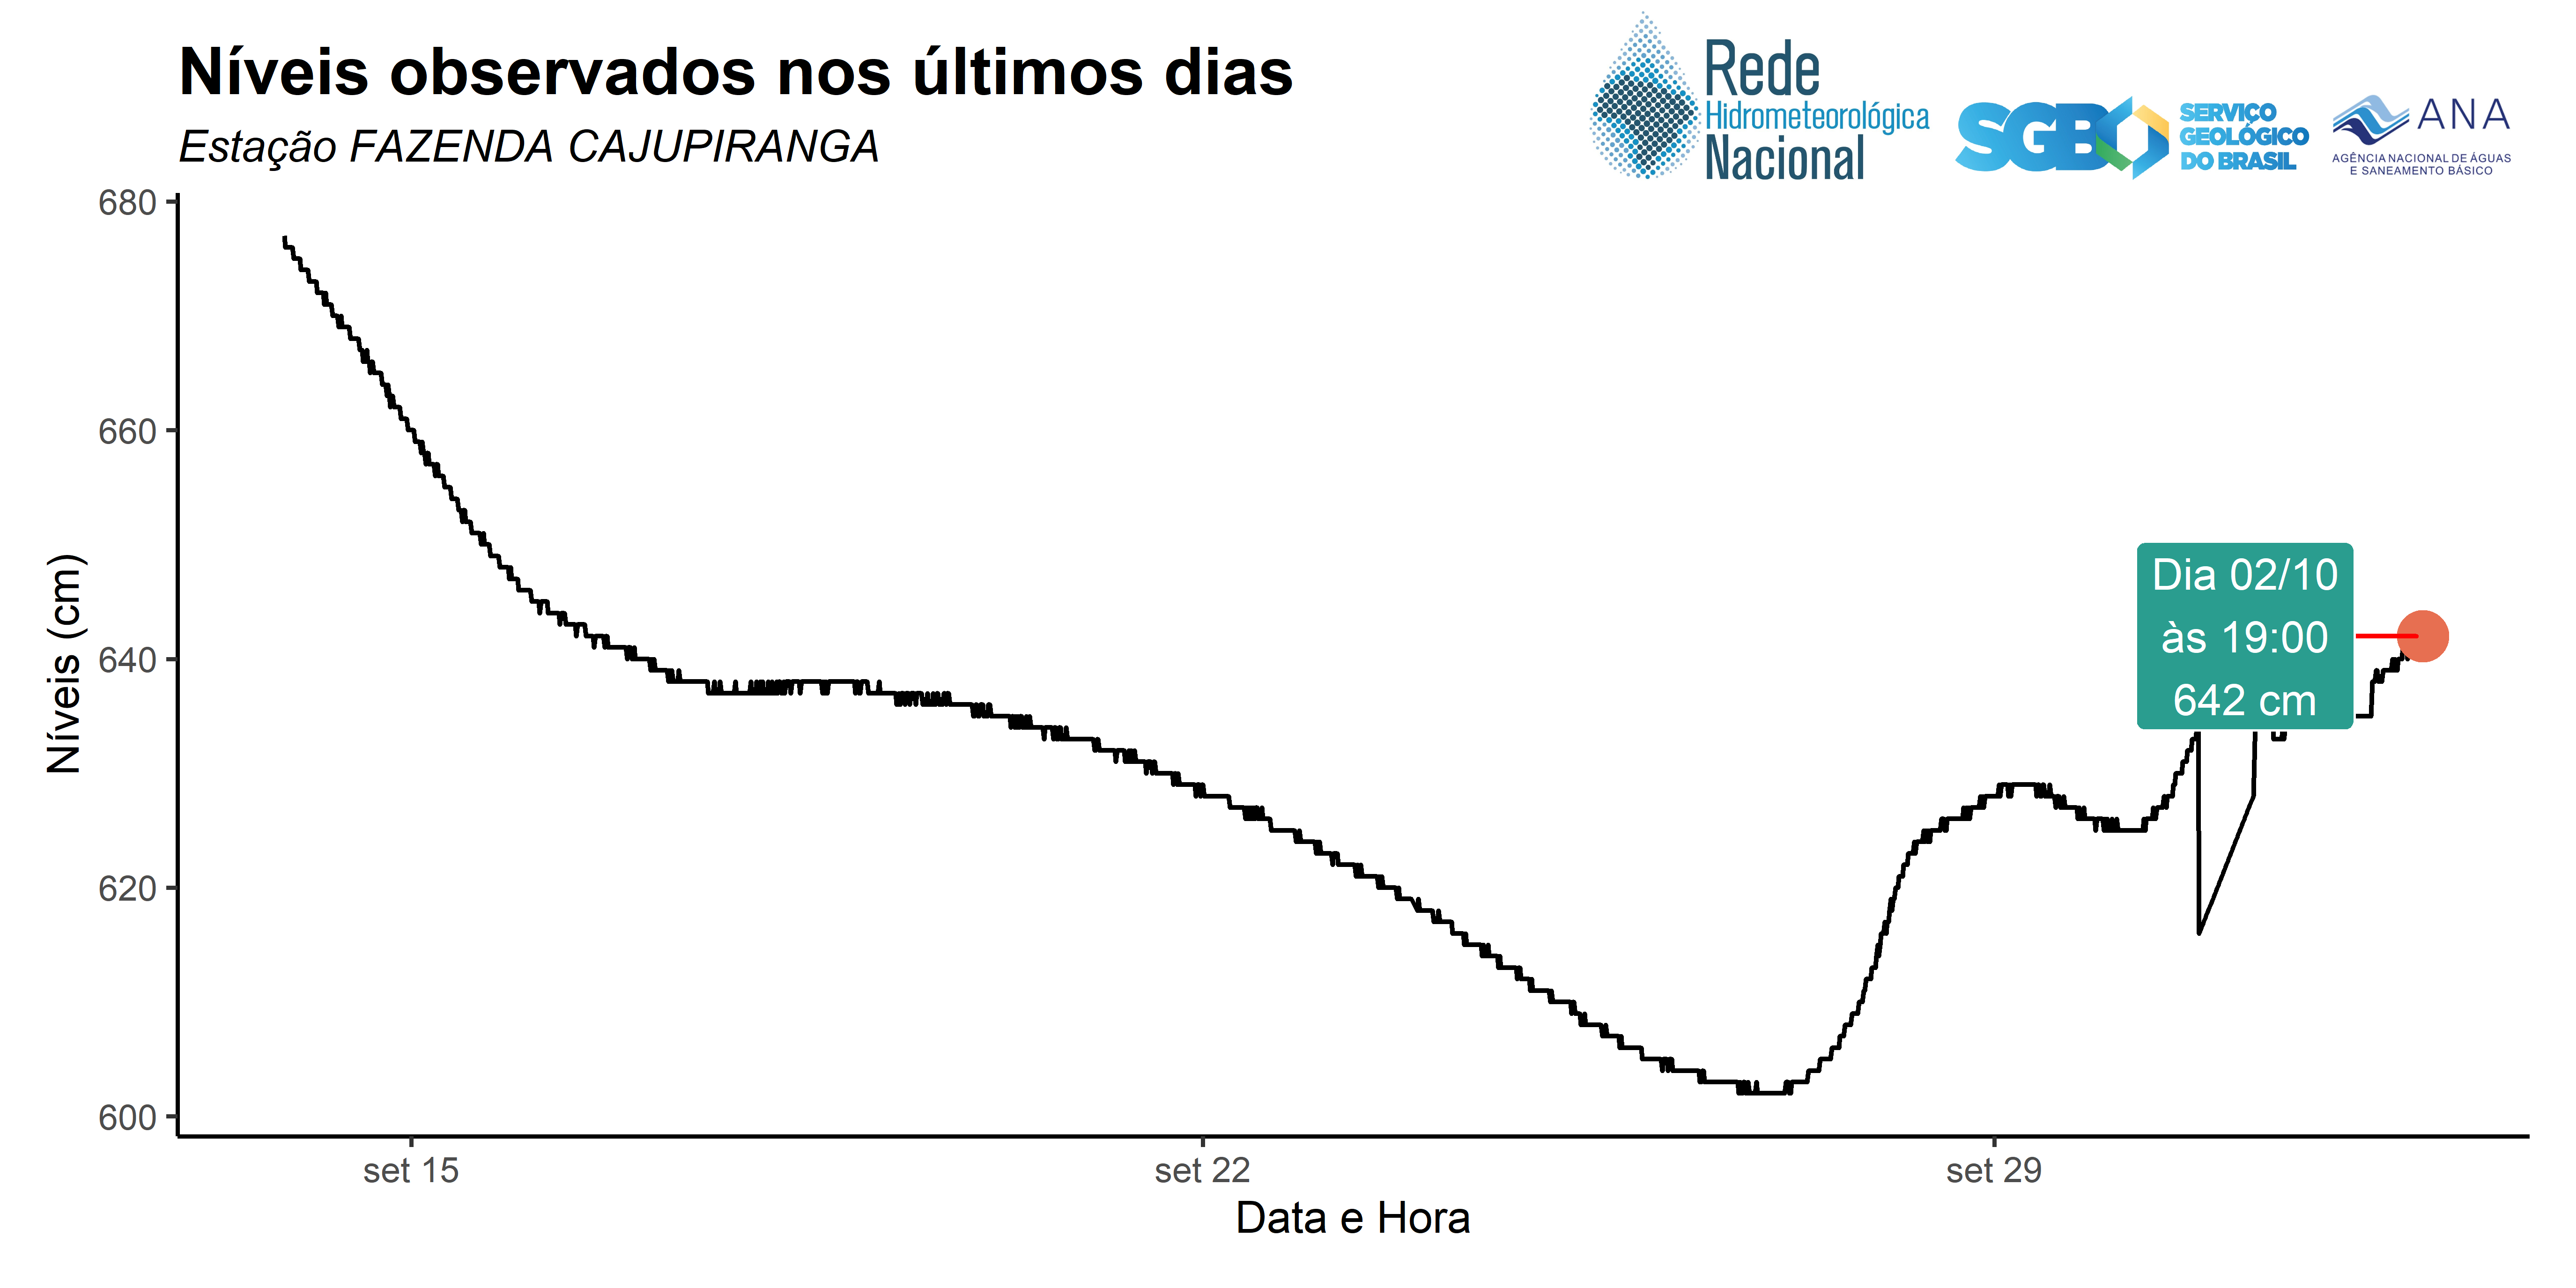 Níveis observados nos últimos dias
Estação FAZENDA CAJUPIRANGA
Rede
Hidrometeorológica
Nacional
SGB
SERVIÇO
GEOLÓGICO
DO BRASIL
ANA
AGÊNCIA NACIONAL DE ÁGUAS
E SANEAMENTO BÁSICO
Níveis (cm)
680
660
640
620
600
Dia 02/10
às 19:00
642 cm
set 15
set 22
set 29
Data e Hora